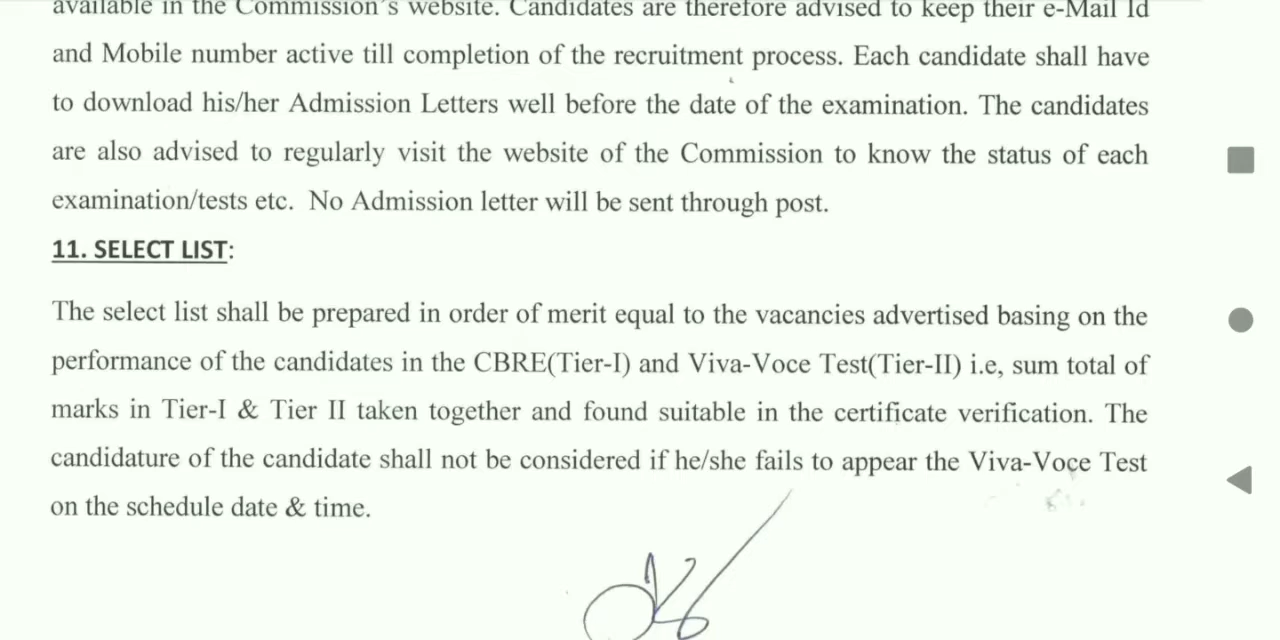 available in the Commission's website. Candidates are therefore advised to keep their e-Mail Id
and Mobile number active till completion of the recruitment process. Each candidate shall have
to download his/her Admission Letters well before the date of the examination. The candidates
are also advised to regularly visit the website of the Commission to know the status of each
examination/tests etc. No Admission letter will be sent through post.
11. SELECT LIST:
The select list shall be prepared in order of merit equal to the vacancies advertised basing on the
performance of the candidates in the CBRE(Tier-I) and Viva-Voce Test(Tier-II) i.e, sum total of
marks in Tier-I & Tier II taken together and found suitable in the certificate verification. The
candidature of the candidate shall not be considered if he/she fails to appear the Viva-Voce Test
on the schedule date & time.